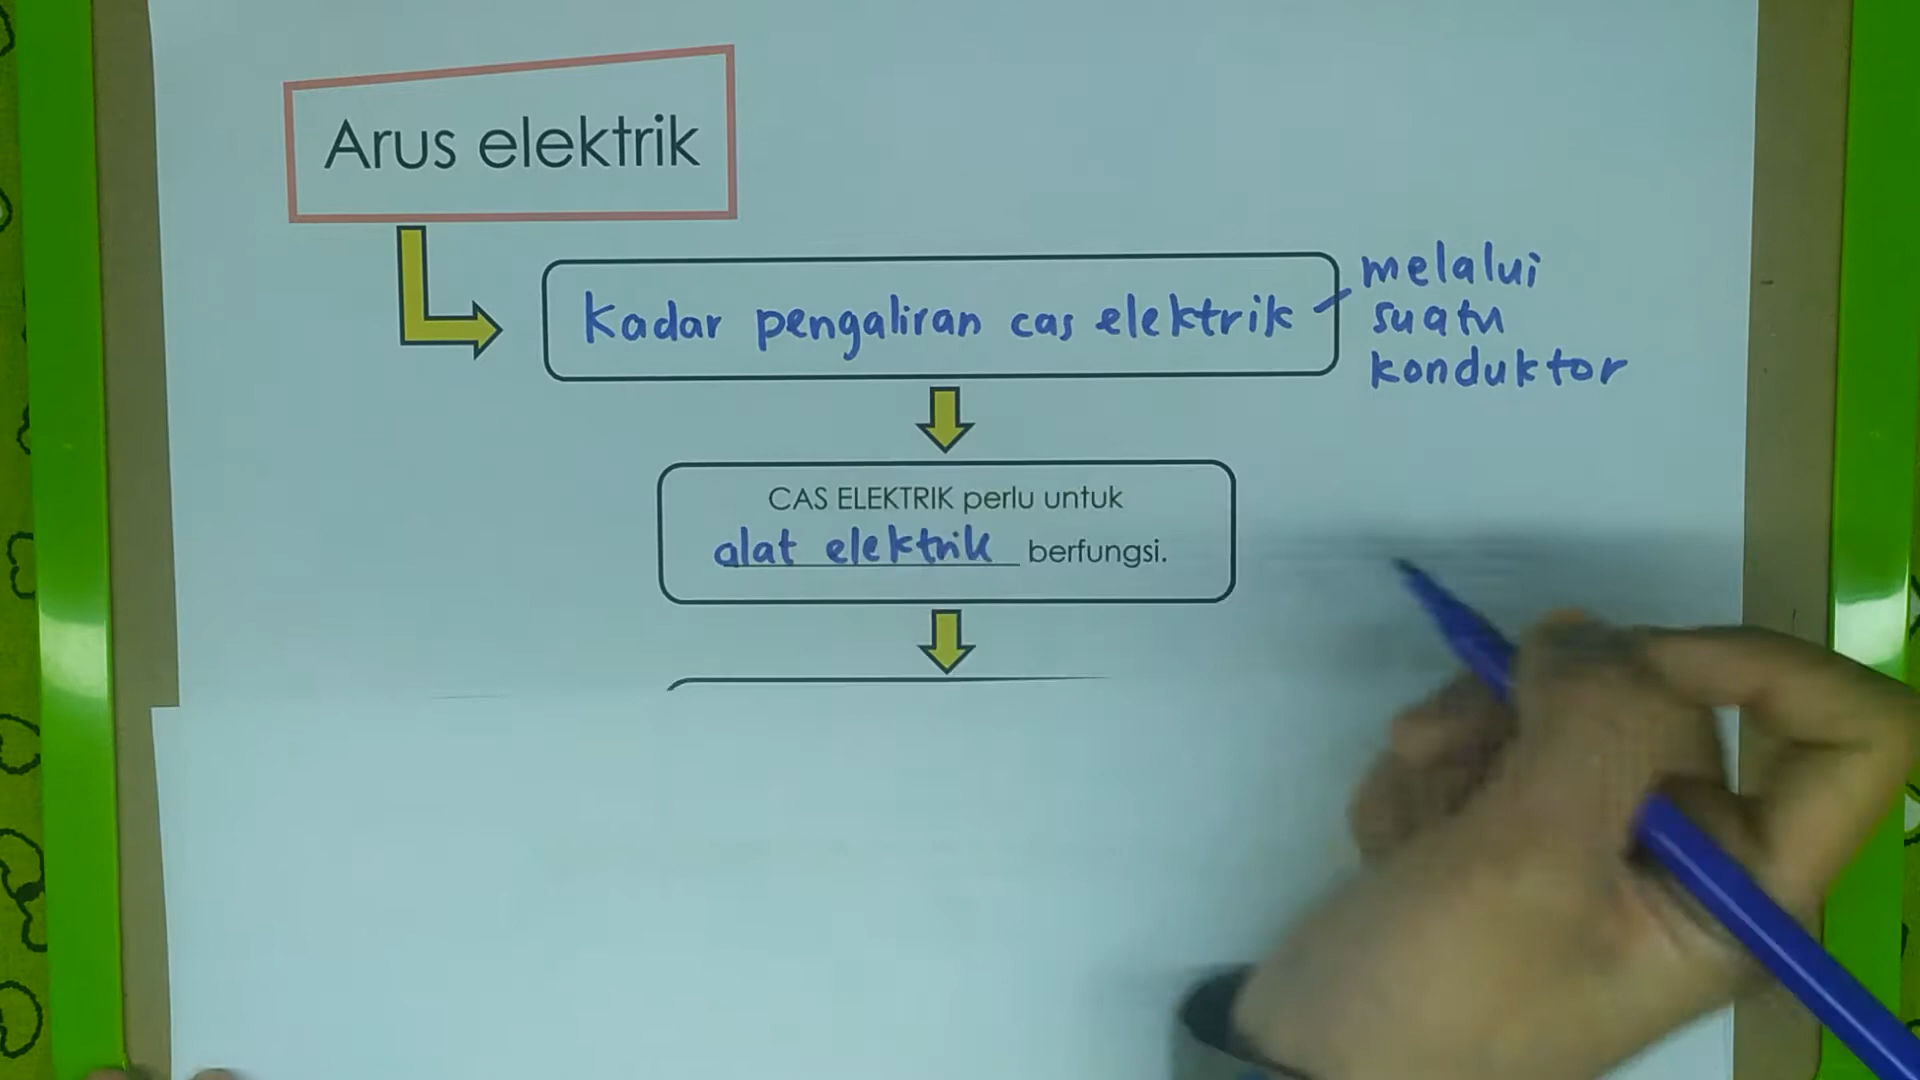 Arus elektrik
Kadar pengaliran cas elektrik
melalui
suatu
konduktor
CAS ELEKTRIK perlu untuk
alat elektrik berfungsi.